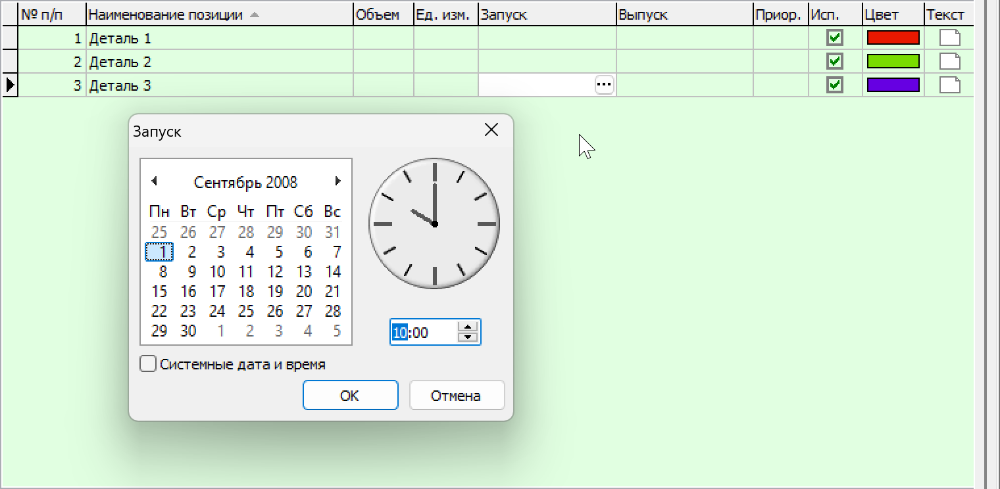 № п/п Наименование позиции Объем Ед. изм. Запуск Выпуск Приор. Исп. Цвет Текст
1 Деталь 1
2 Деталь 2
3 Деталь 3 ...
Запуск
Сентябрь 2008
Пн Вт Ср Чт Пт Сб Вс
25 26 27 28 29 30 31
1 2 3 4 5 6 7
8 9 10 11 12 13 14
15 16 17 18 19 20 21
22 23 24 25 26 27 28
29 30 1 2 3 4 5
10:00
Системные дата и время
ОК Отмена